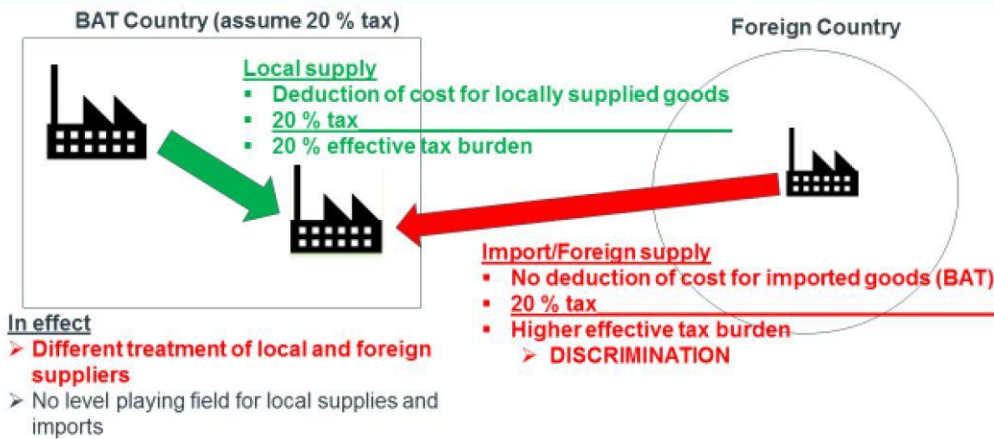 BAT Country (assume 20 % tax)
Foreign Country
Local supply
▪ Deduction of cost for locally supplied goods
▪ 20 % tax
▪ 20 % effective tax burden
Import/Foreign supply
▪ No deduction of cost for imported goods (BAT)
▪ 20 % tax
▪ Higher effective tax burden
➢ DISCRIMINATION
In effect
➢ Different treatment of local and foreign
suppliers
➢ No level playing field for local supplies and
imports